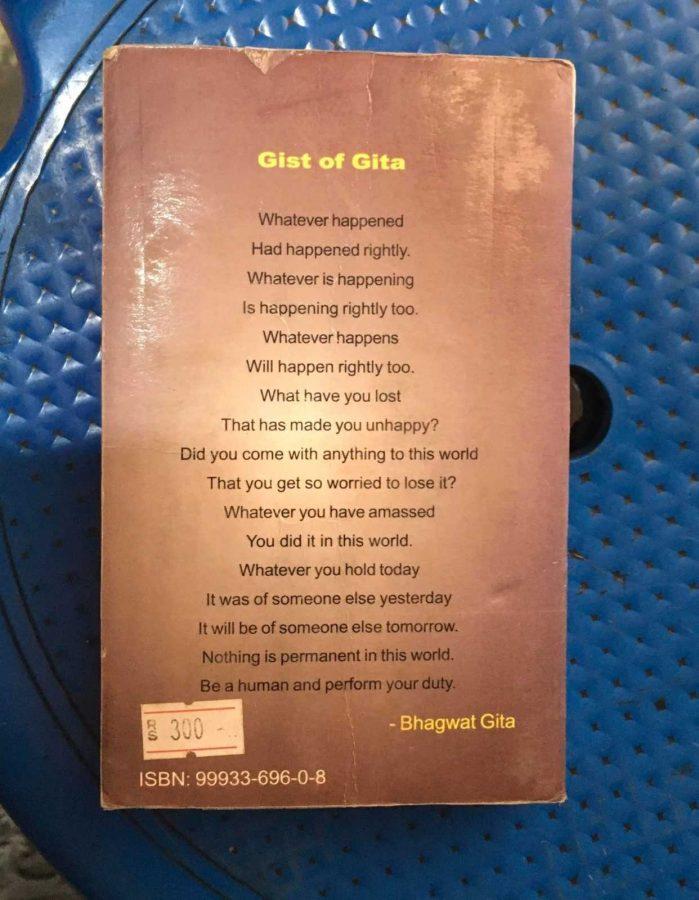 Gist of Gita
Whatever happened
Had happened rightly.
Whatever is happening
Is happening rightly too.
Whatever happens
Will happen rightly too.
What have you lost
That has made you unhappy?
Did you come with anything to this world
That you get so worried to lose it?
Whatever you have amassed
You did it in this world.
Whatever you hold today
It was of someone else yesterday
It will be of someone else tomorrow.
Nothing is permanent in this world.
Be a human and perform your duty.
- Bhagwat Gita
RS 300 -
ISBN: 99933-696-0-8